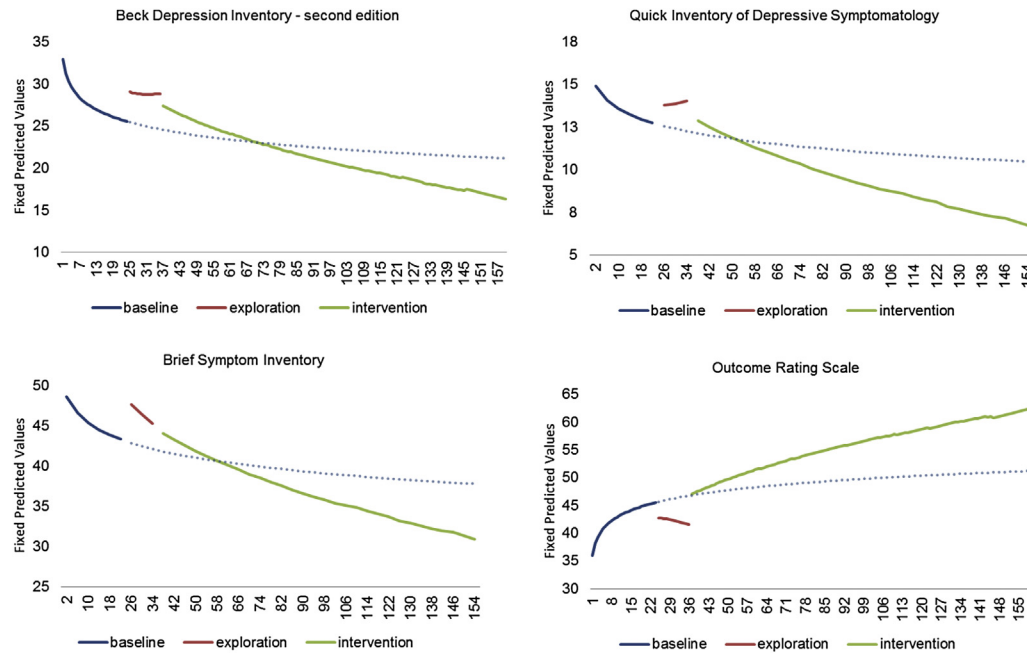 Beck Depression Inventory - second edition
Fixed Predicted Values
35
30
25
20
15
10
1 7 13 19 25 31 37 43 49 55 61 67 73 79 85 91 97 103 109 115 121 127 133 139 145 151 157
baseline exploration intervention
Quick Inventory of Depressive Symptomatology
Fixed Predicted Values
18
15
13
10
8
5
2 10 18 26 34 42 50 58 66 74 82 90 98 106 114 122 130 138 146 154
baseline exploration intervention
Brief Symptom Inventory
Fixed Predicted Values
50
45
40
35
30
25
2 10 18 26 34 42 50 58 66 74 82 90 98 106 114 122 130 138 146 154
baseline exploration intervention
Outcome Rating Scale
Fixed Predicted Values
65
60
55
50
45
40
35
30
1 8 15 22 29 36 43 50 57 64 71 78 85 92 99 106 113 120 127 134 141 148 155
baseline exploration intervention